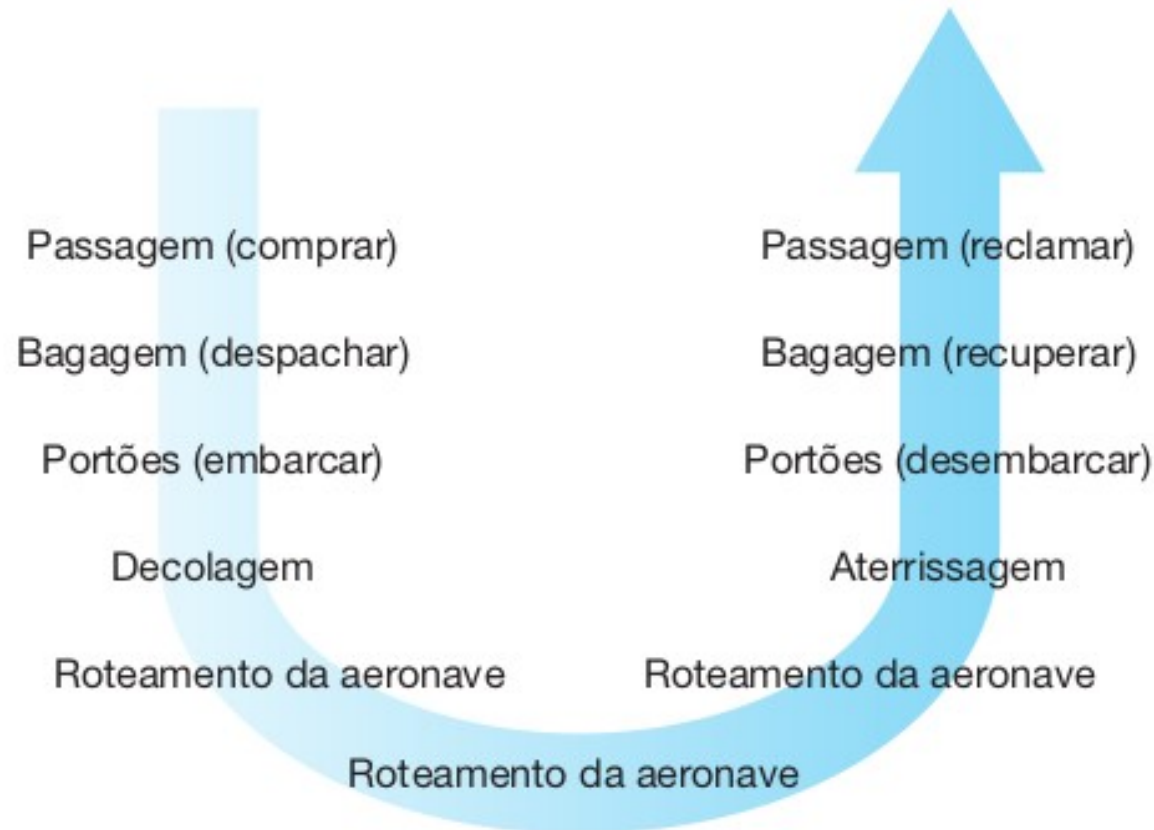 Passagem (comprar)
Bagagem (despachar)
Portões (embarcar)
Decolagem
Roteamento da aeronave
Roteamento da aeronave
Roteamento da aeronave
Aterrissagem
Portões (desembarcar)
Bagagem (recuperar)
Passagem (reclamar)